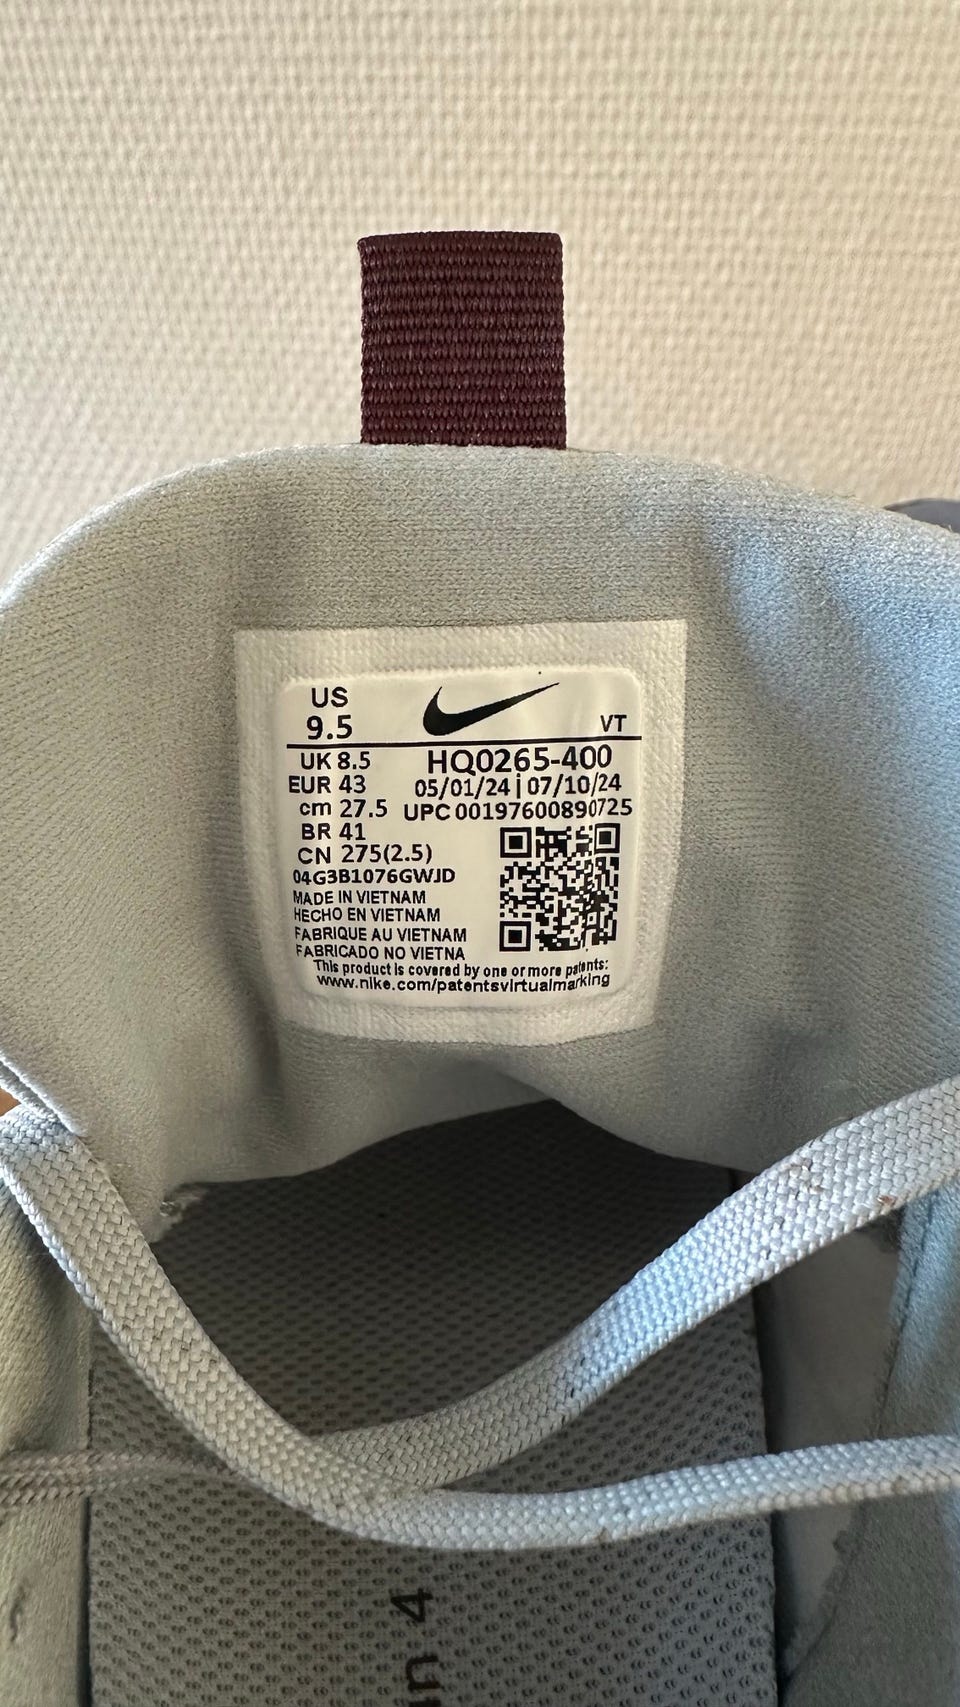 US
9.5
VT
UK 8.5
HQ0265-400
EUR 43
05/01/24 | 07/10/24
cm 27.5
UPC 00197600890725
BR 41
CN 275(2.5)
04G3B1076GWJD
MADE IN VIETNAM
HECHO EN VIETNAM
FABRIQUE AU VIETNAM
FABRICADO NO VIETNA
This product is covered by one or more patents:
www.nike.com/patentsvirtualmarking
un 4